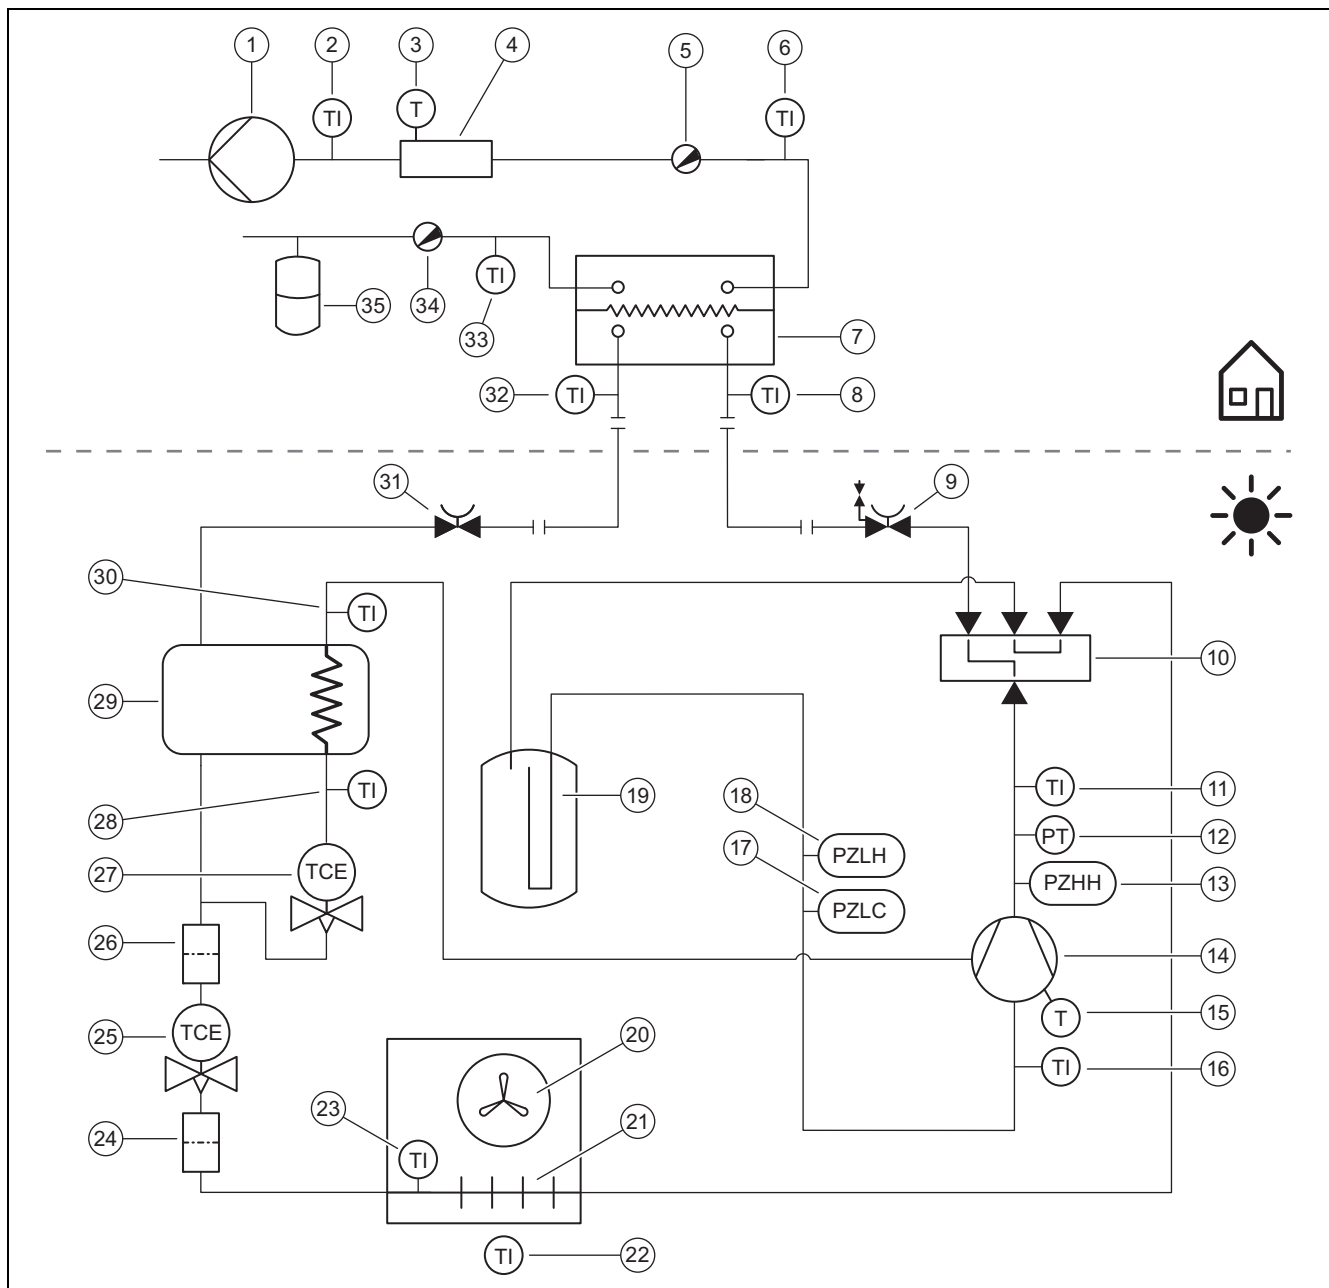 1 2 3 4 5 6
TI T TI
TI
35 34 33 7
32 TI TI 8
31 9
30 TI
29 10
28 TI 19 18 TI 11
PZLH PT 12
27 TCE 17 PZLC PZHH 13
26 14
25 TCE 20 T 15
TI 16
24 23 21
TI
TI 22